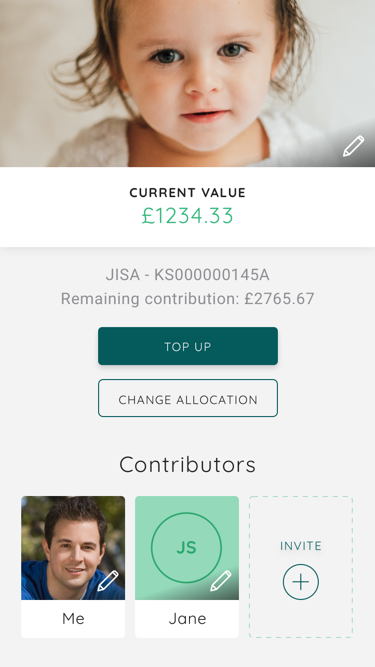 CURRENT VALUE
£1234.33
JISA - KS000000145A
Remaining contribution: £2765.67
TOP UP
CHANGE ALLOCATION
Contributors
JS
INVITE
Me
Jane